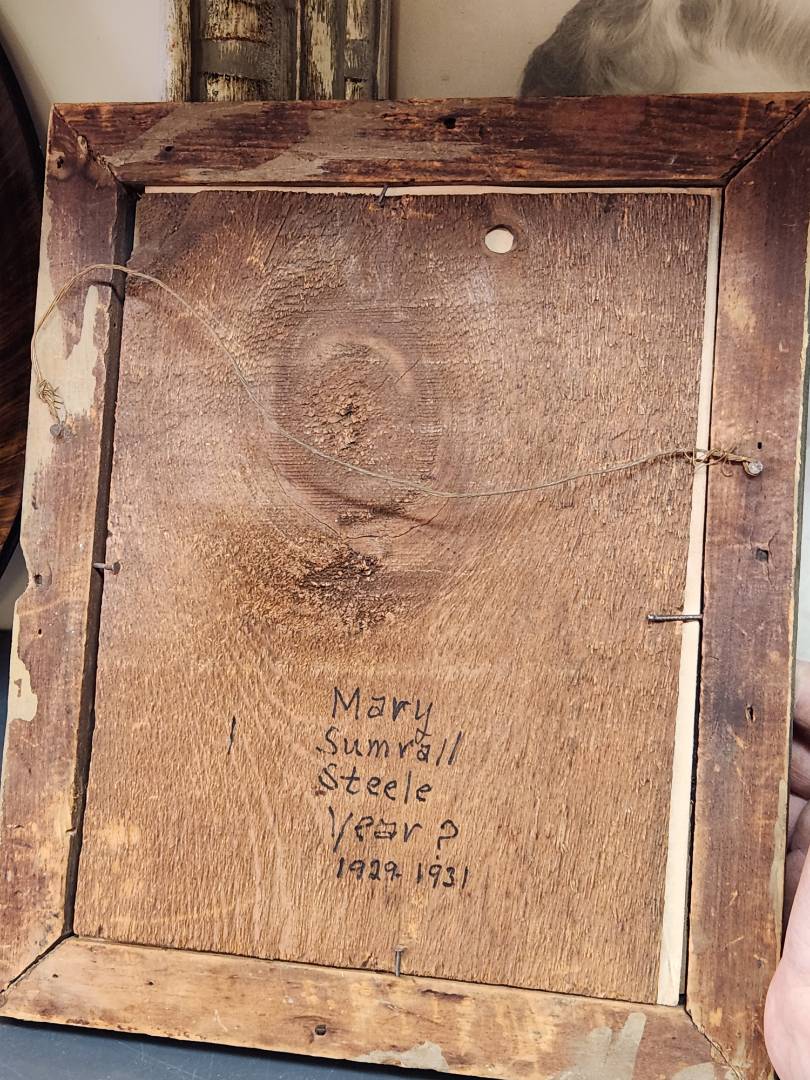 Mary
Sumrall
Steele
Year ?
1929-1931